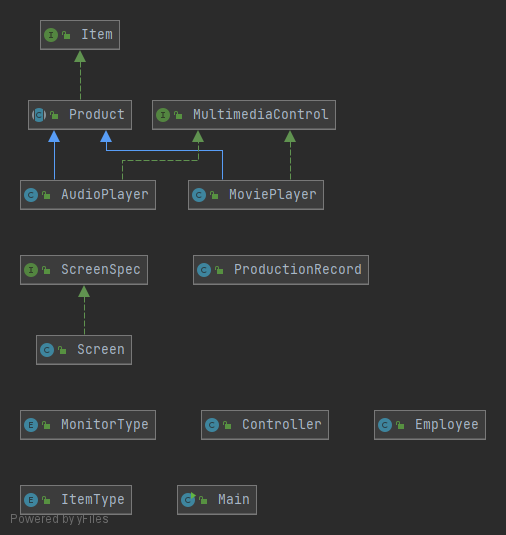 Item
Product
MultimediaControl
AudioPlayer
MoviePlayer
ScreenSpec
ProductionRecord
Screen
MonitorType
Controller
Employee
ItemType
Main
Powered by yFiles